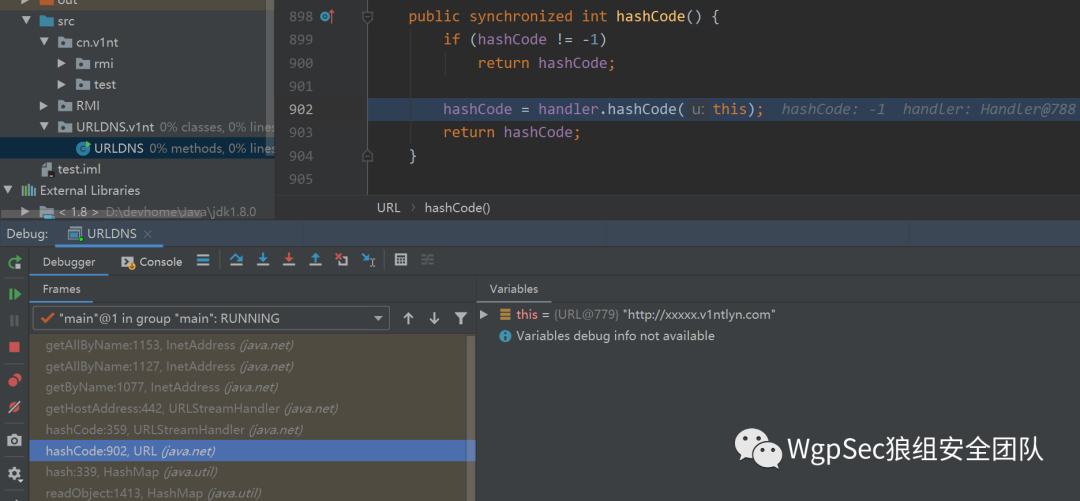 out
src
cn.v1nt
rmi
test
RMI
URLDNS.v1nt 0% classes, 0% line
URLDNS 0% methods, 0% line
test.iml
External Libraries
< 1.8 > D:\devhome\Java\jdk1.8.0
898 public synchronized int hashCode() {
899 if (hashCode != -1)
900 return hashCode;
901
902 hashCode = handler.hashCode( u: this); hashCode: -1 handler: Handler@788
903 return hashCode;
904 }
905
URL › hashCode()
Debug: URLDNS ×
Debugger Console
Frames
"main"@1 in group "main": RUNNING
getAllByName:1153, InetAddress (java.net)
getAllByName:1127, InetAddress (java.net)
getByName:1077, InetAddress (java.net)
getHostAddress:442, URLStreamHandler (java.net)
hashCode:359, URLStreamHandler (java.net)
hashCode:902, URL (java.net)
hash:339, HashMap (java.util)
readObject:1413, HashMap (java.util)
Variables
this = {URL@779} "http://xxxxx.v1ntlyn.com"
Variables debug info not available
WgpSec狼组安全团队